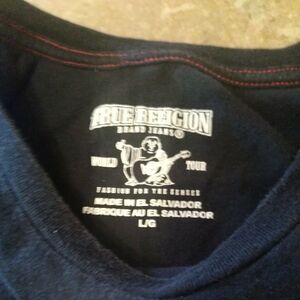 TRUE RELIGION
BRAND JEANS®
WORLD TOUR
FASHION FOR THE SENSES
MADE IN EL SALVADOR
FABRIQUE AU EL SALVADOR
L/G